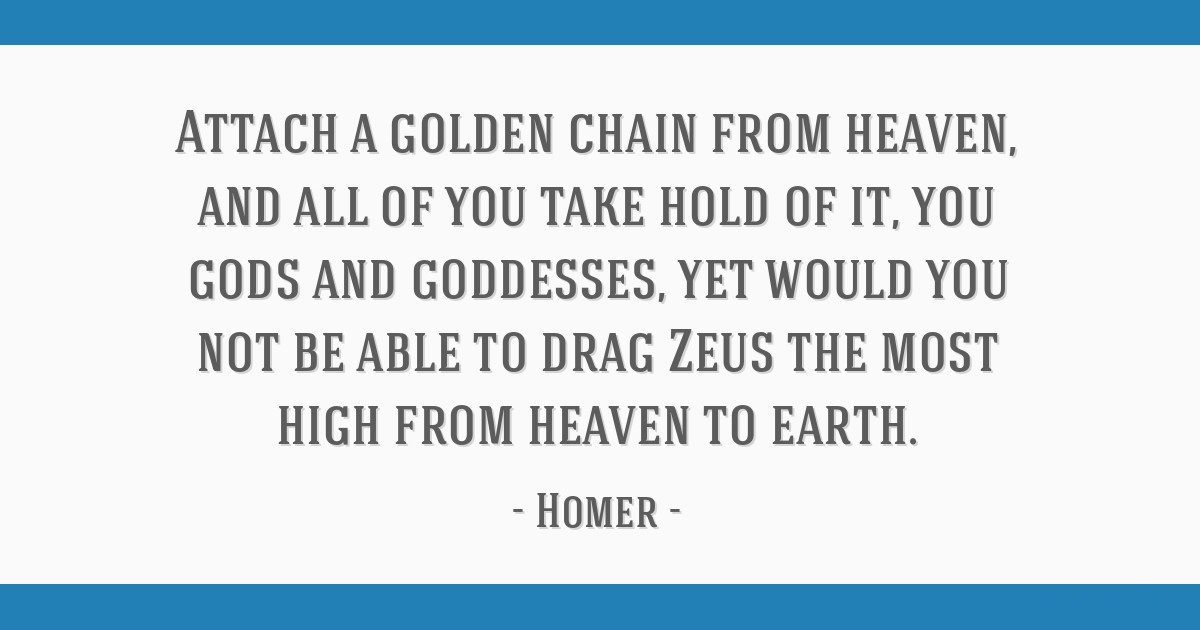 Attach a golden chain from heaven,
and all of you take hold of it, you
gods and goddesses, yet would you
not be able to drag Zeus the most
high from heaven to earth.
- Homer -